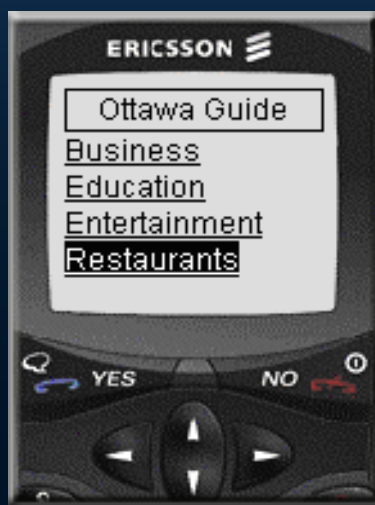 ERICSSON
Ottawa Guide
Business
Education
Entertainment
Restaurants
YES NO